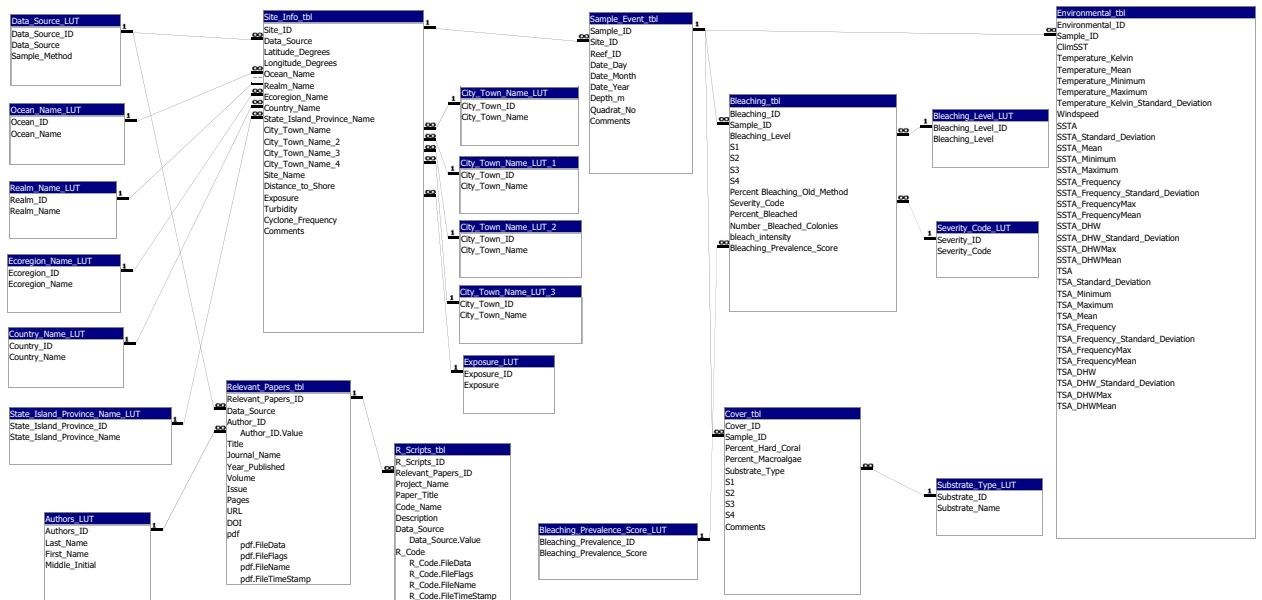 Data_Source_LUT
Data_Source_ID
Data_Source
Sample_Method
Ocean_Name_LUT
Ocean_ID
Ocean_Name
Realm_Name_LUT
Realm_ID
Realm_Name
Ecoregion_Name_LUT
Ecoregion_ID
Ecoregion_Name
Country_Name_LUT
Country_ID
Country_Name
State_Island_Province_Name_LUT
State_Island_Province_ID
State_Island_Province_Name
Authors_LUT
Authors_ID
Last_Name
First_Name
Middle_Initial
Site_Info_tbl
Site_ID
Data_Source
Latitude_Degrees
Longitude_Degrees
Ocean_Name
Realm_Name
Ecoregion_Name
Country_Name
State_Island_Province_Name
City_Town_Name
City_Town_Name_2
City_Town_Name_3
City_Town_Name_4
Site_Name
Distance_to_Shore
Exposure
Turbidity
Cyclone_Frequency
Comments
Relevant_Papers_tbl
Relevant_Papers_ID
Data_Source
Author_ID
Author_ID.Value
Title
Journal_Name
Year_Published
Volume
Issue
Pages
URL
DOI
pdf
pdf.FileData
pdf.FileFlags
pdf.FileName
pdf.FileTimeStamp
R_Scripts_tbl
R_Scripts_ID
Relevant_Papers_ID
Project_Name
Paper_Title
Code_Name
Description
Data_Source
Data_Source.Value
R_Code
R_Code.FileData
R_Code.FileFlags
R_Code.FileName
R_Code.FileTimeStamp
City_Town_Name_LUT
City_Town_ID
City_Town_Name
City_Town_Name_LUT_1
City_Town_ID
City_Town_Name
City_Town_Name_LUT_2
City_Town_ID
City_Town_Name
City_Town_Name_LUT_3
City_Town_ID
City_Town_Name
Exposure_LUT
Exposure_ID
Exposure
Sample_Event_tbl
Sample_ID
Site_ID
Reef_ID
Date_Day
Date_Month
Date_Year
Depth_m
Quadrat_No
Comments
Bleaching_Prevalence_Score_LUT
Bleaching_Prevalence_ID
Bleaching_Prevalence_Score
Bleaching_tbl
Bleaching_ID
Sample_ID
Bleaching_Level
S1
S2
S3
S4
Percent Bleaching_Old_Method
Severity_Code
Percent_Bleached
Number _Bleached_Colonies
bleach_intensity
Bleaching_Prevalence_Score
Cover_tbl
Cover_ID
Sample_ID
Percent_Hard_Coral
Percent_Macroalgae
Substrate_Type
S1
S2
S3
S4
Comments
Bleaching_Level_LUT
Bleaching_Level_ID
Bleaching_Level
Severity_Code_LUT
Severity_ID
Severity_Code
Substrate_Type_LUT
Substrate_ID
Substrate_Name
Environmental_tbl
Environmental_ID
Sample_ID
ClimSST
Temperature_Kelvin
Temperature_Mean
Temperature_Minimum
Temperature_Maximum
Temperature_Kelvin_Standard_Deviation
Windspeed
SSTA
SSTA_Standard_Deviation
SSTA_Mean
SSTA_Minimum
SSTA_Maximum
SSTA_Frequency
SSTA_Frequency_Standard_Deviation
SSTA_FrequencyMax
SSTA_FrequencyMean
SSTA_DHW
SSTA_DHW_Standard_Deviation
SSTA_DHWMax
SSTA_DHWMean
TSA
TSA_Standard_Deviation
TSA_Minimum
TSA_Maximum
TSA_Mean
TSA_Frequency
TSA_Frequency_Standard_Deviation
TSA_FrequencyMax
TSA_FrequencyMean
TSA_DHW
TSA_DHW_Standard_Deviation
TSA_DHWMax
TSA_DHWMean